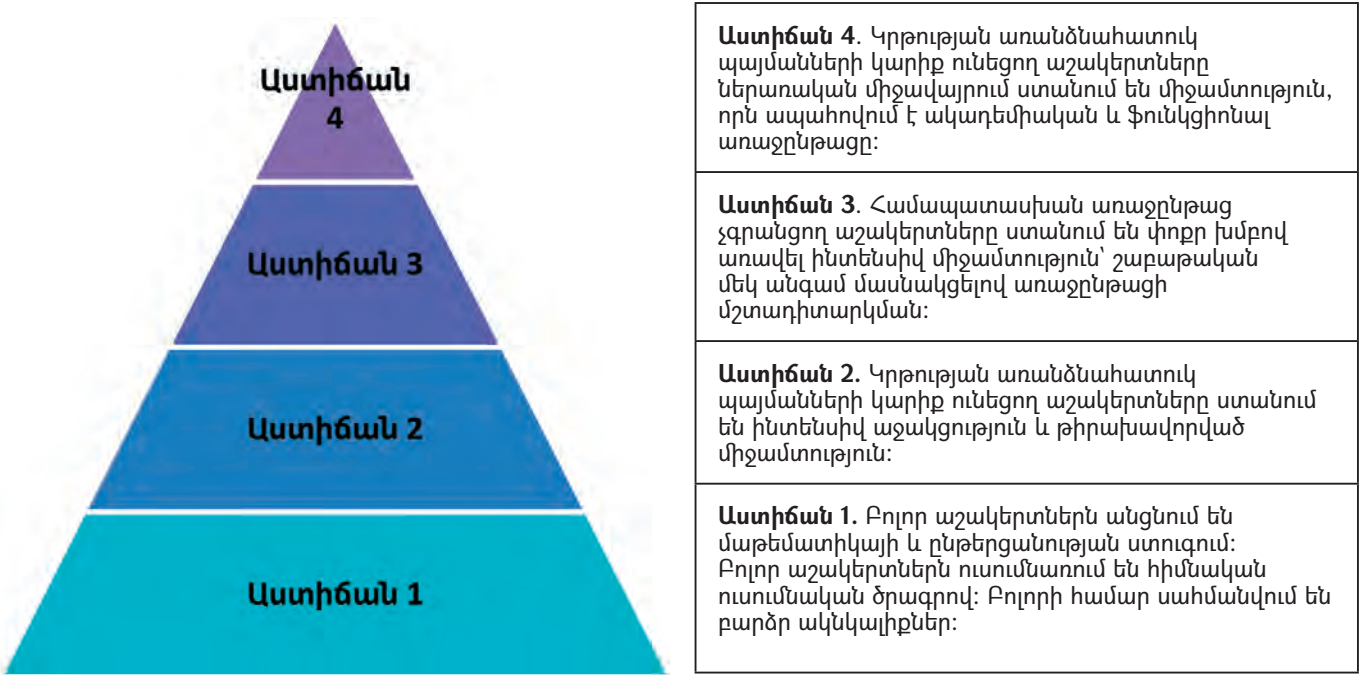 Աստիճան
4
Աստիճան 3
Աստիճան 2
Աստիճան 1
Աստիճան 4. Կրթության առանձնահատուկ
պայմանների կարիք ունեցող աշակերտները
ներառական միջավայրում ստանում են միջամտություն,
որն ապահովում է ակադեմիական և ֆունկցիոնալ
առաջընթացը:
Աստիճան 3. Համապատասխան առաջընթաց
չգրանցող աշակերտները ստանում են փոքր խմբով
առավել ինտենսիվ միջամտություն՝ շաբաթական
մեկ անգամ մասնակցելով առաջընթացի
մշտադիտարկման:
Աստիճան 2. Կրթության առանձնահատուկ
պայմանների կարիք ունեցող աշակերտները ստանում
են ինտենսիվ աջակցություն և թիրախավորված
միջամտություն:
Աստիճան 1. Բոլոր աշակերտներն անցնում են
մաթեմատիկայի և ընթերցանության ստուգում:
Բոլոր աշակերտներն ուսումնառում են հիմնական
ուսումնական ծրագրով: Բոլորի համար սահմանվում են
բարձր ակնկալիքներ: